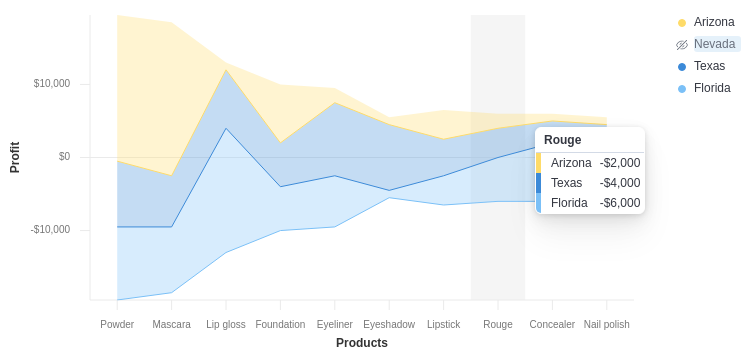 Arizona
Nevada
Texas
Florida
Profit
$10,000
$0
-$10,000
Rouge
Arizona -$2,000
Texas -$4,000
Florida -$6,000
Powder Mascara Lip gloss Foundation Eyeliner Eyeshadow Lipstick Rouge Concealer Nail polish
Products